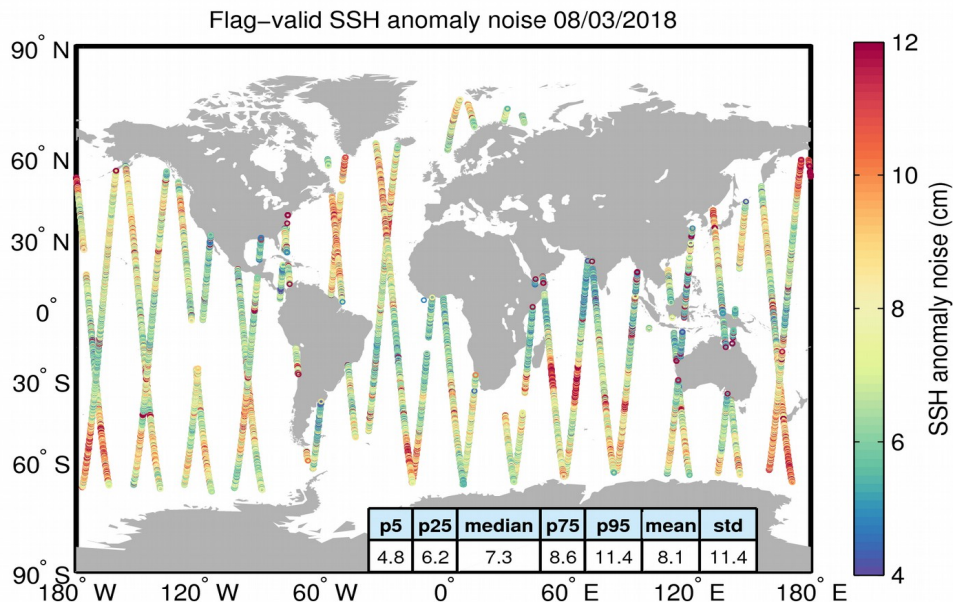 Flag−valid SSH anomaly noise 08/03/2018
90° N
60° N
30° N
0°
30° S
60° S
90° S
180° W
120° W
60° W
0°
60° E
120° E
180° E
p5 p25 median p75 p95 mean std
4.8 6.2 7.3 8.6 11.4 8.1 11.4
12
10
8
6
4
SSH anomaly noise (cm)